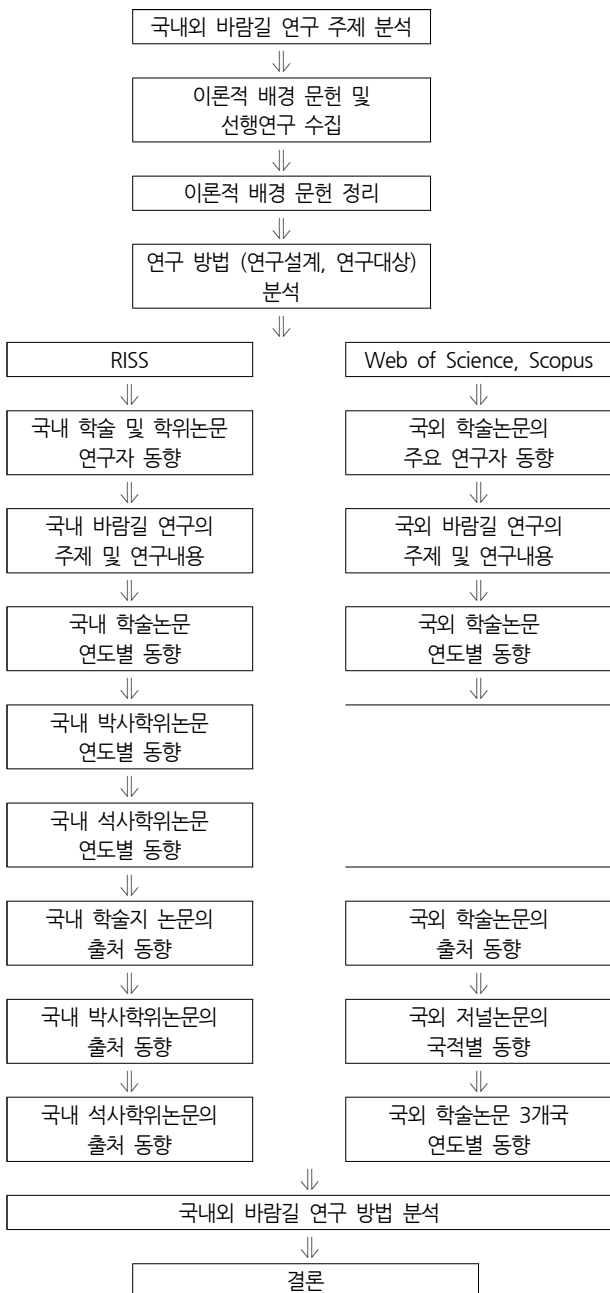 국내외 바람길 연구 주제 분석
이론적 배경 문헌 및
선행연구 수집
이론적 배경 문헌 정리
연구 방법 (연구설계, 연구대상)
분석
RISS
국내 학술 및 학위논문
연구자 동향
국내 바람길 연구의
주제 및 연구내용
국내 학술논문
연도별 동향
국내 박사학위논문
연도별 동향
국내 석사학위논문
연도별 동향
국내 학술지 논문의
출처 동향
국내 박사학위논문의
출처 동향
국내 석사학위논문의
출처 동향
Web of Science, Scopus
국외 학술논문의
주요 연구자 동향
국외 바람길 연구의
주제 및 연구내용
국외 학술논문
연도별 동향
국외 학술논문의
출처 동향
국외 저널논문의
국적별 동향
국외 학술논문 3개국
연도별 동향
국내외 바람길 연구 방법 분석
결론